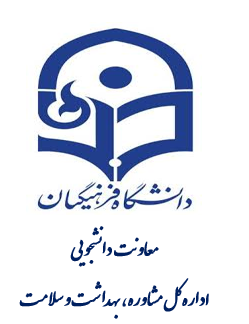 دانشگاه فرهنگیان
معاونت دانشجویی
اداره کل مشاوره، بهداشت و سلامت